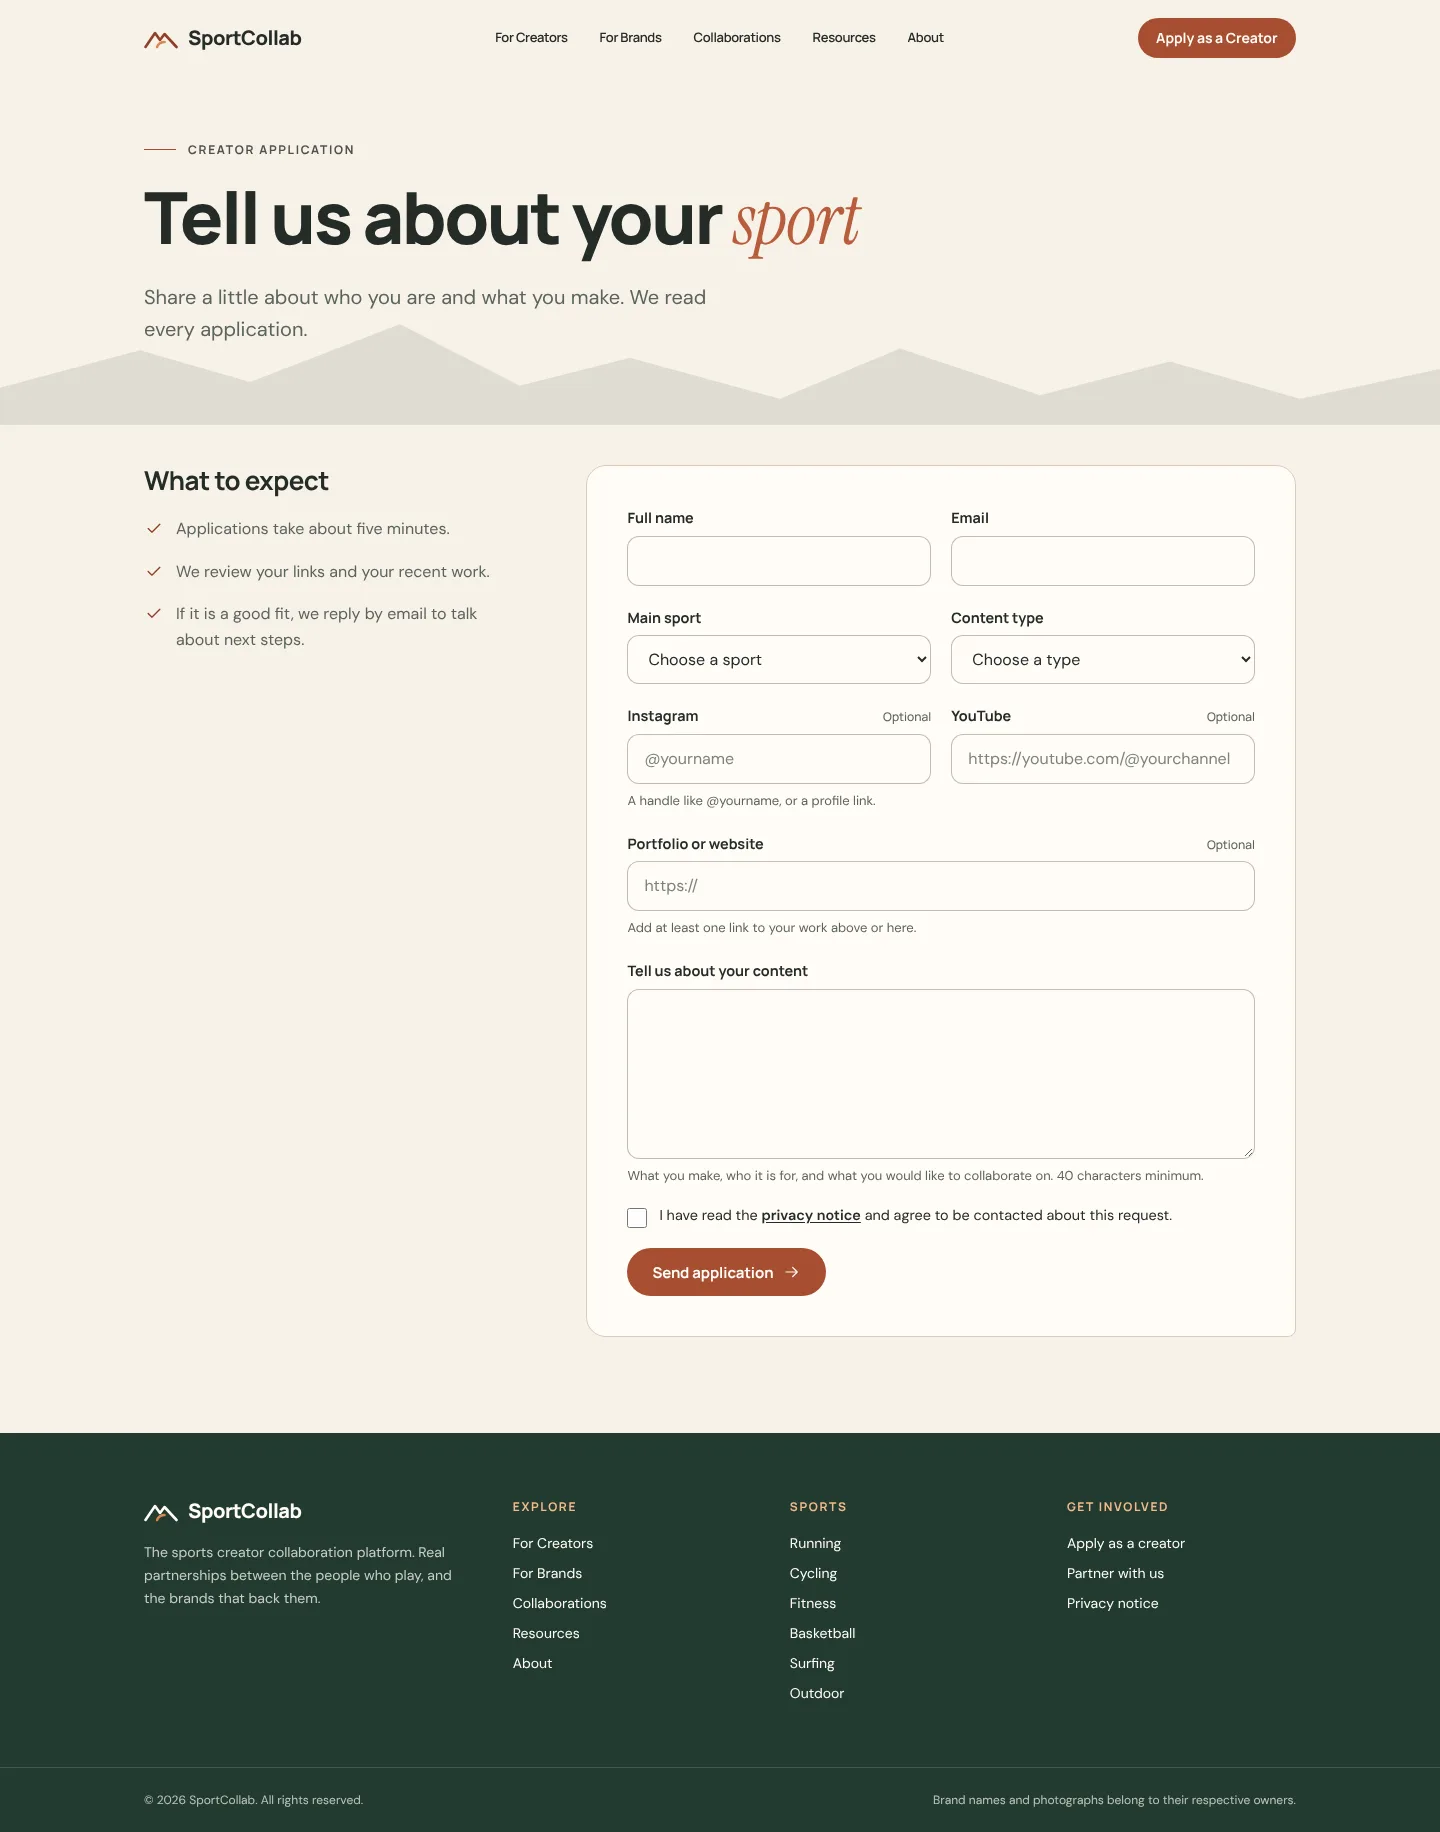 SportCollab
For Creators
For Brands
Collaborations
Resources
About
Apply as a Creator
CREATOR APPLICATION
Tell us about your sport
Share a little about who you are and what you make. We read
every application.
What to expect
Applications take about five minutes.
We review your links and your recent work.
If it is a good fit, we reply by email to talk
about next steps.
Full name
Email
Main sport
Choose a sport
Content type
Choose a type
Instagram
Optional
@yourname
A handle like @yourname, or a profile link.
YouTube
Optional
https://youtube.com/@yourchannel
Portfolio or website
Optional
https://
Add at least one link to your work above or here.
Tell us about your content
What you make, who it is for, and what you would like to collaborate on. 40 characters minimum.
I have read the privacy notice and agree to be contacted about this request.
Send application
SportCollab
The sports creator collaboration platform. Real
partnerships between the people who play, and
the brands that back them.
EXPLORE
For Creators
For Brands
Collaborations
Resources
About
SPORTS
Running
Cycling
Fitness
Basketball
Surfing
Outdoor
GET INVOLVED
Apply as a creator
Partner with us
Privacy notice
© 2026 SportCollab. All rights reserved.
Brand names and photographs belong to their respective owners.